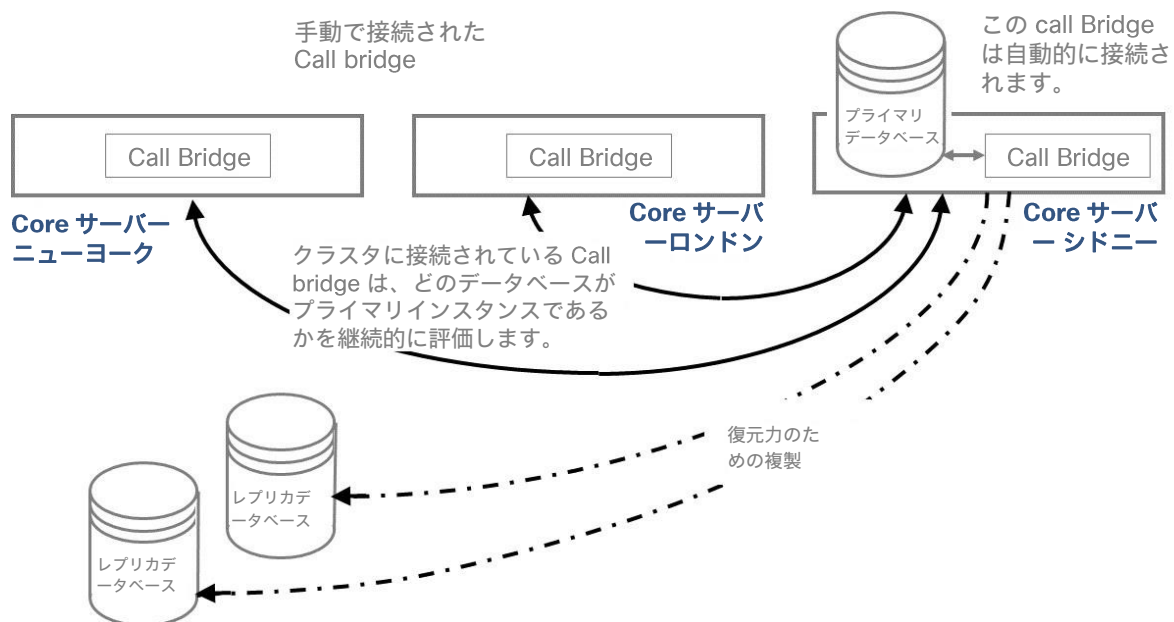 手動で接続された
Call bridge
この call Bridge
は自動的に接続さ
れます。
プライマリ
データベース
Call Bridge
Call Bridge
Call Bridge
Core サーバー
ニューヨーク
Core サーバ
ーロンドン
Core サーバ
ー シドニー
クラスタに接続されている Call
bridge は、どのデータベースが
プライマリインスタンスである
かを継続的に評価します。
復元力のた
めの複製
レプリカデ
ータベース
レプリカデ
ータベース